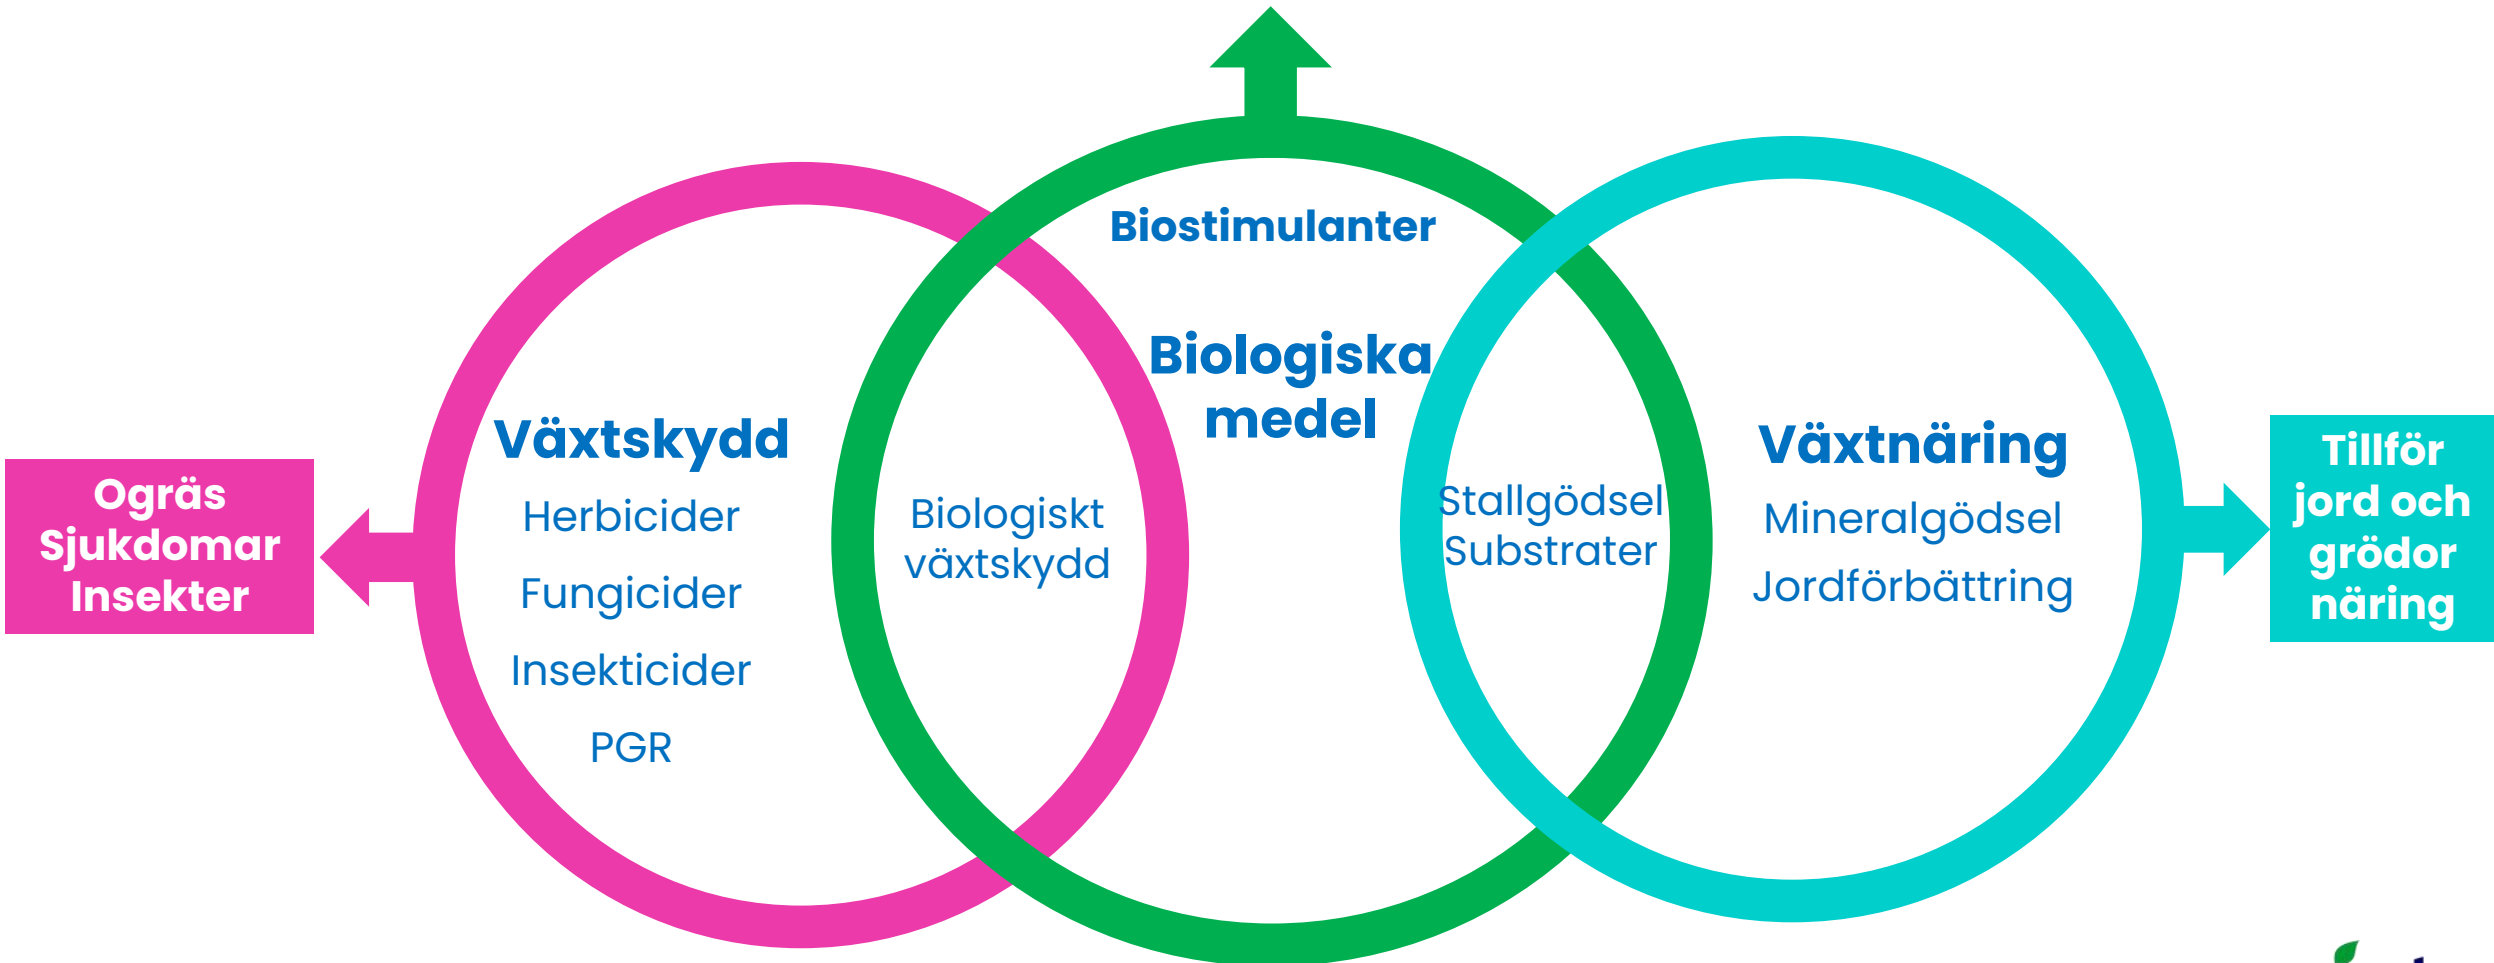 Biostimulanter
Biologiska
medel
Växtskydd
Herbicider
Fungicider
Insekticider
PGR
Biologiskt
växtskydd
Stallgödsel
Substrater
Växtnäring
Mineralgödsel
Jordförbättring
Ogräs
Sjukdomar
Insekter
Tillför
jord och
grödor
näring